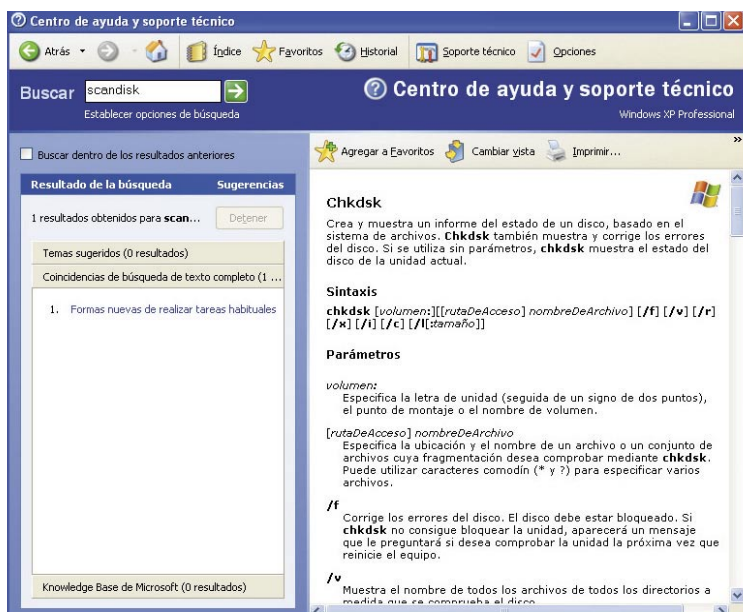 Centro de ayuda y soporte técnico
Atrás
Índice
Favoritos
Historial
Soporte técnico
Opciones
Buscar
scandisk
Establecer opciones de búsqueda
Centro de ayuda y soporte técnico
Windows XP Professional
Buscar dentro de los resultados anteriores
Resultado de la búsqueda
Sugerencias
1 resultados obtenidos para scan...
Detener
Temas sugeridos (0 resultados)
Coincidencias de búsqueda de texto completo (1 ...
1. Formas nuevas de realizar tareas habituales
Knowledge Base de Microsoft (0 resultados)
Agregar a Favoritos
Cambiar vista
Imprimir...
»
Chkdsk
Crea y muestra un informe del estado de un disco, basado en el
sistema de archivos. Chkdsk también muestra y corrige los errores
del disco. Si se utiliza sin parámetros, chkdsk muestra el estado del
disco de la unidad actual.
Sintaxis
chkdsk [volumen:][[rutaDeAcceso] nombreDeArchivo] [/f] [/v] [/r]
[/x] [/i] [/c] [/l[:tamaño]]
Parámetros
volumen:
Especifica la letra de unidad (seguida de un signo de dos puntos),
el punto de montaje o el nombre de volumen.
[rutaDeAcceso] nombreDeArchivo
Especifica la ubicación y el nombre de un archivo o un conjunto de
archivos cuya fragmentación desea comprobar mediante chkdsk.
Puede utilizar caracteres comodín (* y ?) para especificar varios
archivos.
/f
Corrige los errores del disco. El disco debe estar bloqueado. Si
chkdsk no consigue bloquear la unidad, aparecerá un mensaje
que le preguntará si desea comprobar la unidad la próxima vez que
reinicie el equipo.
/v
Muestra el nombre de todos los archivos de todos los directorios a
medida que se comprueba el disco.